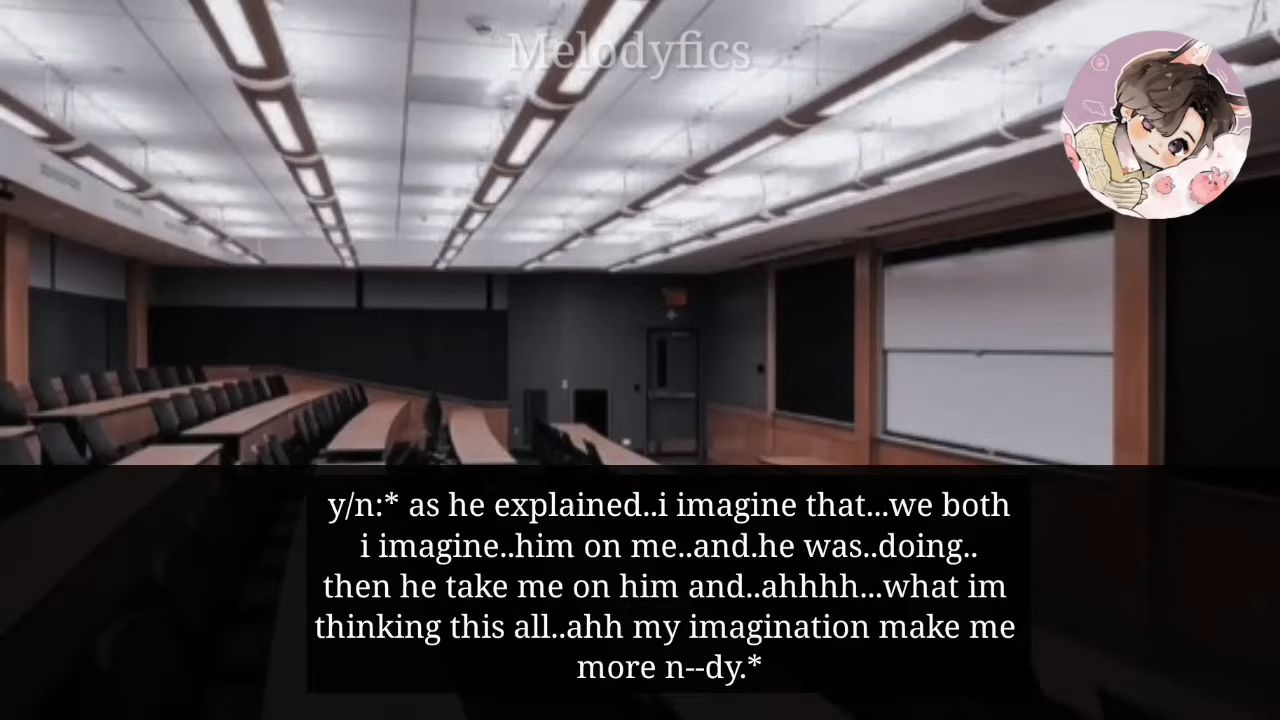 Melodyfics
y/n:* as he explained..i imagine that...we both
i imagine..him on me..and.he was..doing..
then he take me on him and..ahhhh...what im
thinking this all..ahh my imagination make me
more n--dy.*